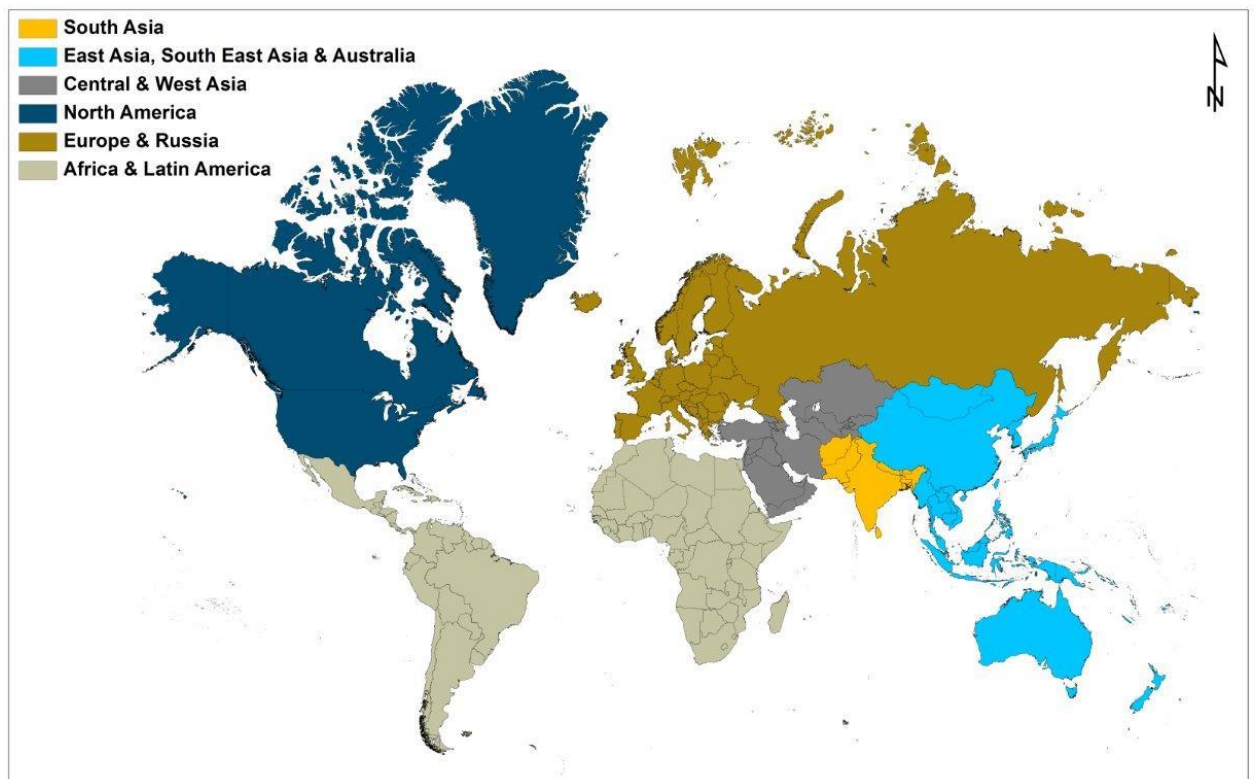 South Asia
East Asia, South East Asia & Australia
Central & West Asia
North America
Europe & Russia
Africa & Latin America
N